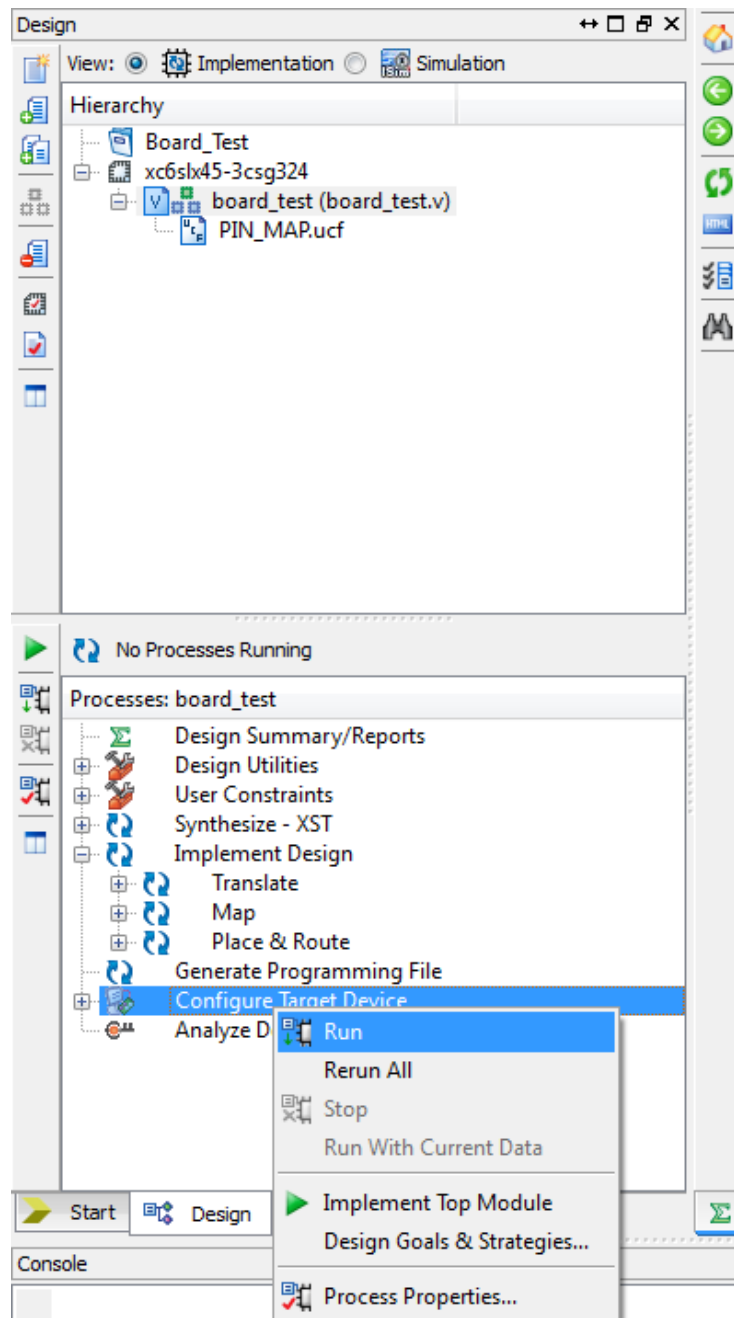 Design
View: Implementation Simulation
Hierarchy
Board_Test
xc6slx45-3csg324
board_test (board_test.v)
PIN_MAP.ucf
HTML
No Processes Running
Processes: board_test
Design Summary/Reports
Design Utilities
User Constraints
Synthesize - XST
Implement Design
Translate
Map
Place & Route
Generate Programming File
Configure Target Device
Analyze D
Run
Rerun All
Stop
Run With Current Data
Implement Top Module
Design Goals & Strategies...
Process Properties...
Start Design
Console